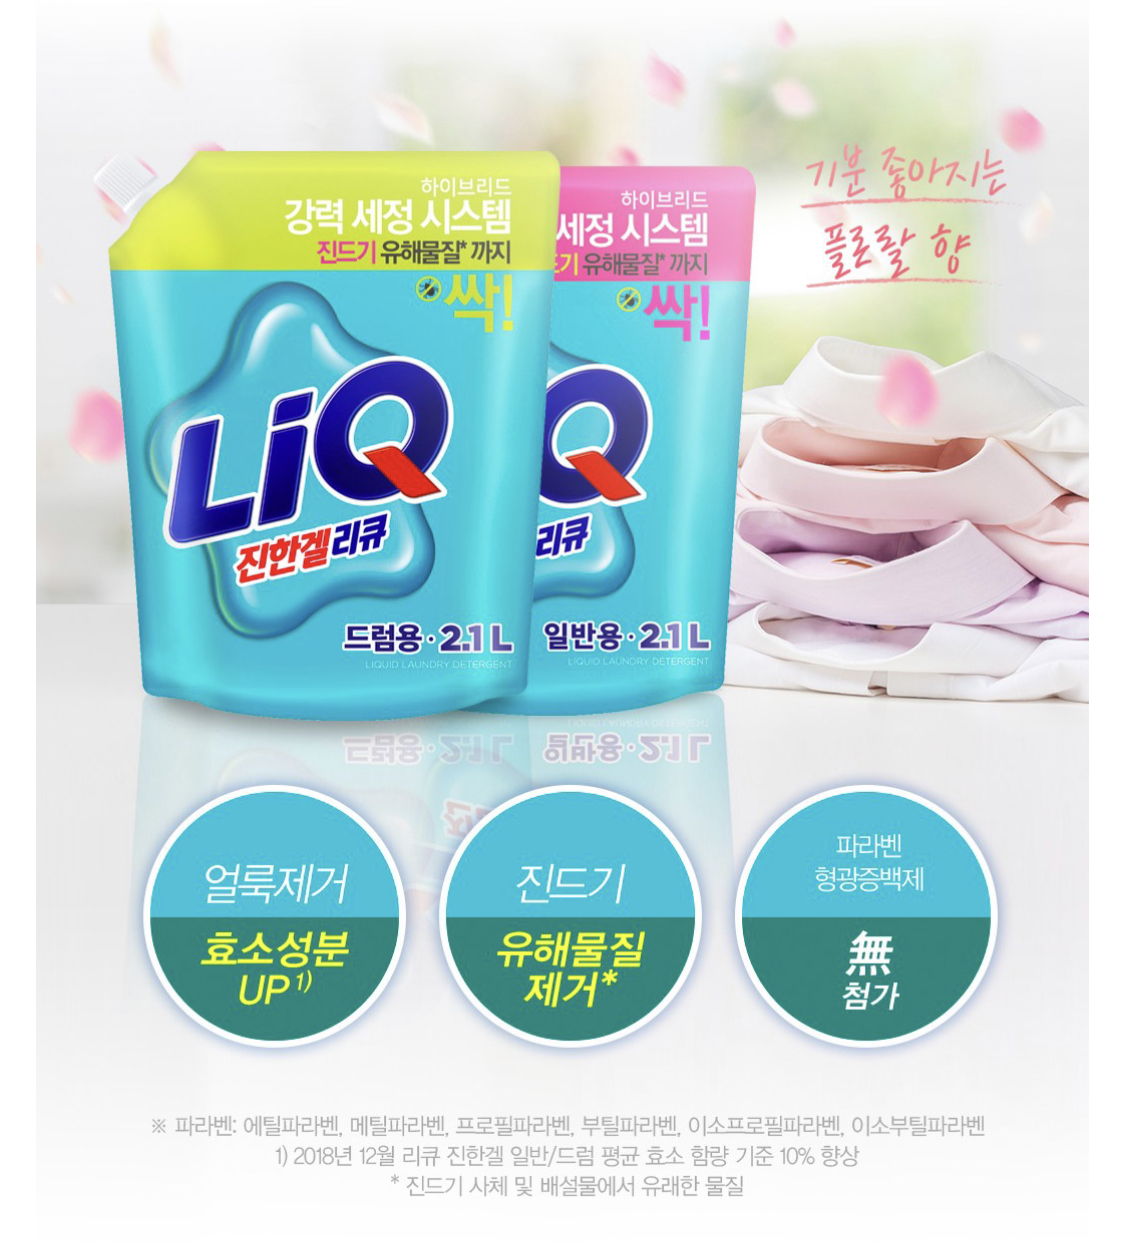 하이브리드
강력 세정 시스템
진드기 유해물질* 까지
싹!
LiQ
진한겔리큐
드럼용·2.1 L
LIQUID LAUNDRY DETERGENT
하이브리드
세정 시스템
기 유해물질* 까지
싹!
Q
리큐
일반용·2.1 L
LIQUID LAUNDRY DETERGENT
기분 좋아지는
플로랄 향
얼룩제거
효소성분
UP 1)
진드기
유해물질
제거*
파라벤
형광증백제
無
첨가
※ 파라벤: 에틸파라벤, 메틸파라벤, 프로필파라벤, 부틸파라벤, 이소프로필파라벤, 이소부틸파라벤
1) 2018년 12월 리큐 진한겔 일반/드럼 평균 효소 함량 기준 10% 향상
* 진드기 사체 및 배설물에서 유래한 물질